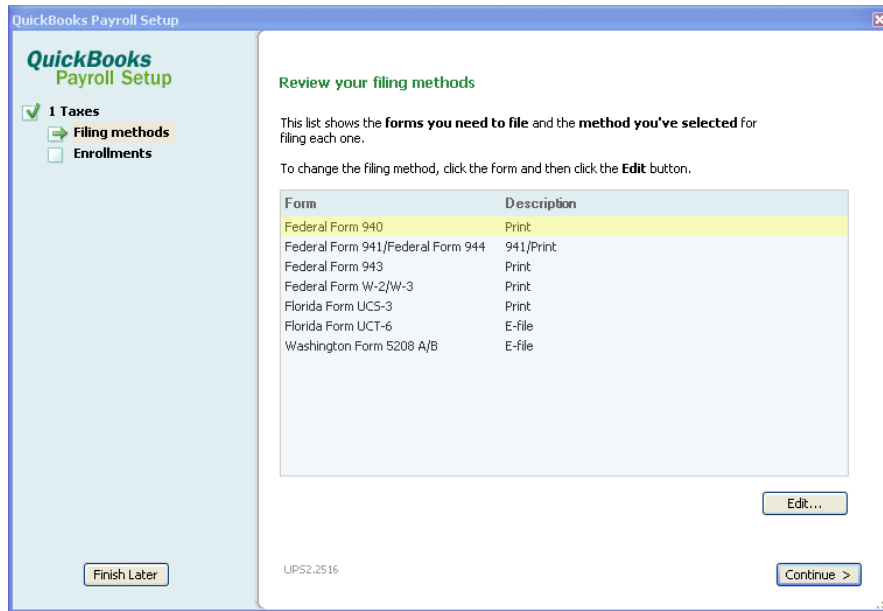 QuickBooks Payroll Setup
QuickBooks
Payroll Setup
1 Taxes
Filing methods
Enrollments
Finish Later
Review your filing methods
This list shows the forms you need to file and the method you've selected for
filing each one.
To change the filing method, click the form and then click the Edit button.
Form Description
Federal Form 940 Print
Federal Form 941/Federal Form 944 941/Print
Federal Form 943 Print
Federal Form W-2/W-3 Print
Florida Form UCS-3 Print
Florida Form UCT-6 E-file
Washington Form 5208 A/B E-file
Edit...
UPS2.2516
Continue >